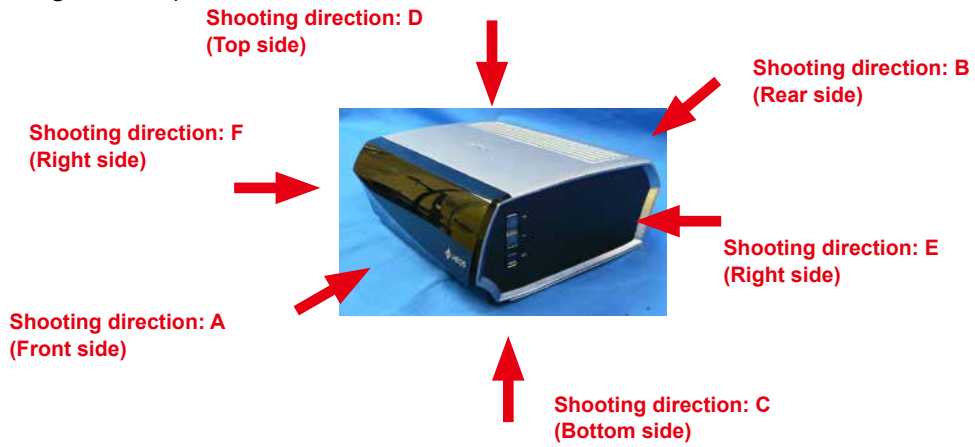 Shooting direction: D
(Top side)
Shooting direction: B
(Rear side)
Shooting direction: F
(Right side)
Shooting direction: E
(Right side)
Shooting direction: A
(Front side)
Shooting direction: C
(Bottom side)
HEOS